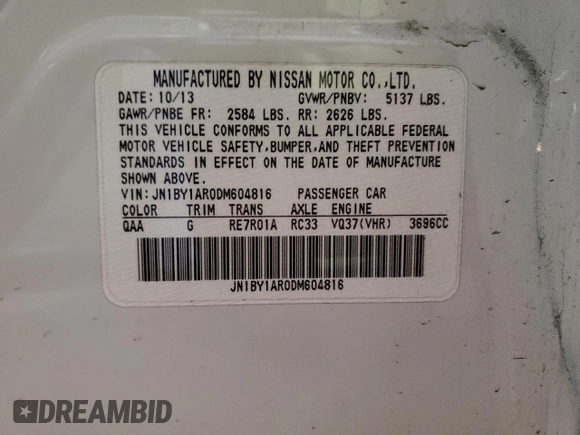 MANUFACTURED BY NISSAN MOTOR CO.,LTD.
DATE: 10/13 GVWR/PNBV: 5137 LBS.
GAWR/PNBE FR: 2584 LBS. RR: 2626 LBS.
THIS VEHICLE CONFORMS TO ALL APPLICABLE FEDERAL
MOTOR VEHICLE SAFETY,BUMPER,AND THEFT PREVENTION
STANDARDS IN EFFECT ON THE DATE OF MANUFACTURE
SHOWN ABOVE.
VIN: JN1BY1AR0DM604816 PASSENGER CAR
COLOR TRIM TRANS AXLE ENGINE
QAA G RE7R01A RC33 VQ37(VHR) 3696CC
JN1BY1AR0DM604816
DREAMBID